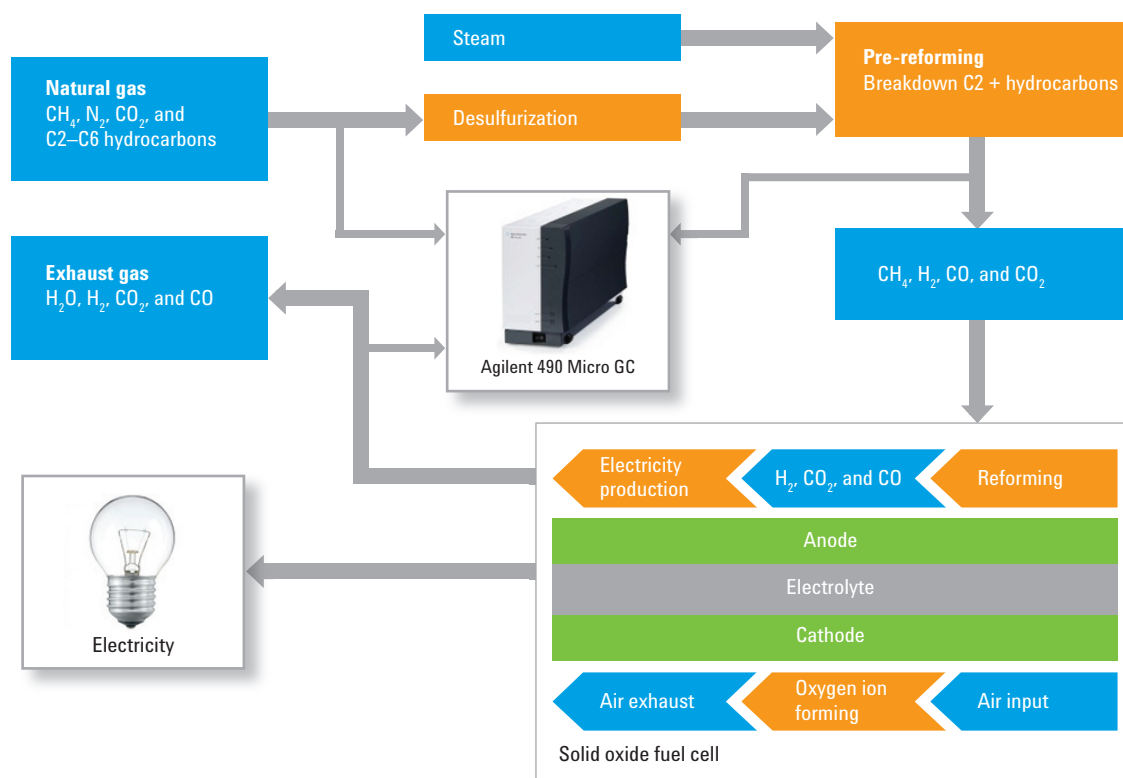 Steam
Pre-reforming
Breakdown C2 + hydrocarbons
Natural gas
CH₄, N₂, CO₂, and
C2–C6 hydrocarbons
Desulfurization
Exhaust gas
H₂O, H₂, CO₂, and CO
CH₄, H₂, CO, and CO₂
Agilent 490 Micro GC
Electricity
production
H₂, CO₂, and CO
Reforming
Anode
Electrolyte
Cathode
Electricity
Air exhaust
Oxygen ion
forming
Air input
Solid oxide fuel cell